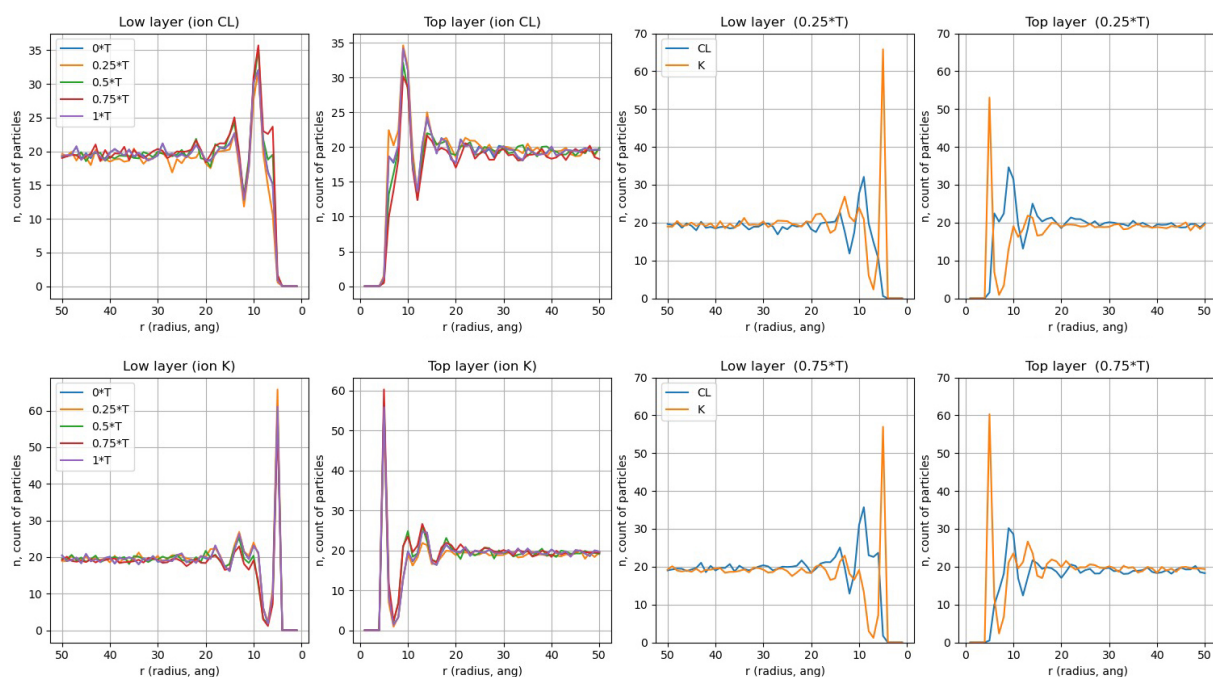 Low layer (ion CL)
n, count of particles
35
30
25
20
15
10
5
0
0*T
0.25*T
0.5*T
0.75*T
1*T
50 40 30 20 10 0
r (radius, ang)
Top layer (ion CL)
n, count of particles
35
30
25
20
15
10
5
0
0 10 20 30 40 50
r (radius, ang)
Low layer (0.25*T)
n, count of particles
70
60
50
40
30
20
10
0
CL
K
50 40 30 20 10 0
r (radius, ang)
Top layer (0.25*T)
n, count of particles
70
60
50
40
30
20
10
0
0 10 20 30 40 50
r (radius, ang)
Low layer (ion K)
n, count of particles
60
50
40
30
20
10
0
0*T
0.25*T
0.5*T
0.75*T
1*T
50 40 30 20 10 0
r (radius, ang)
Top layer (ion K)
n, count of particles
60
50
40
30
20
10
0
0 10 20 30 40 50
r (radius, ang)
Low layer (0.75*T)
n, count of particles
70
60
50
40
30
20
10
0
CL
K
50 40 30 20 10 0
r (radius, ang)
Top layer (0.75*T)
n, count of particles
70
60
50
40
30
20
10
0
0 10 20 30 40 50
r (radius, ang)